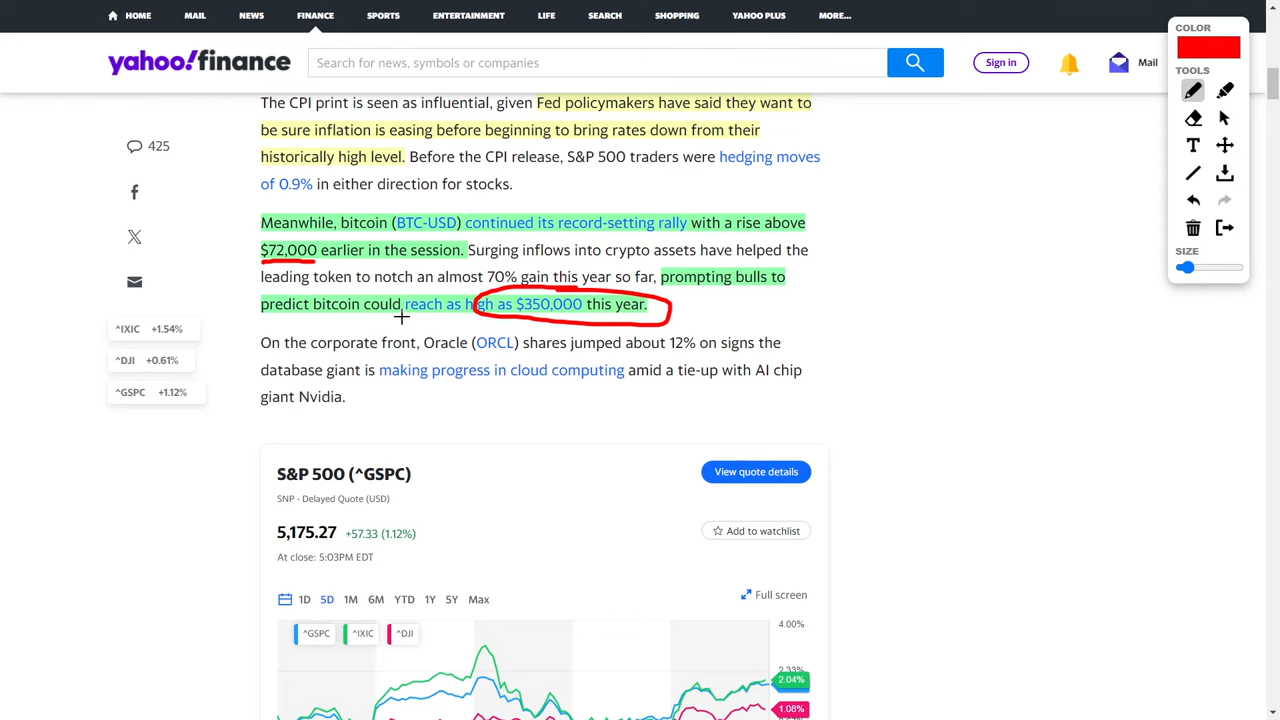 HOME MAIL NEWS FINANCE SPORTS ENTERTAINMENT LIFE SEARCH SHOPPING YAHOO PLUS MORE...
yahoo!finance Search for news, symbols or companies Sign in Mail
COLOR
TOOLS
T
SIZE
The CPI print is seen as influential, given Fed policymakers have said they want to
be sure inflation is easing before beginning to bring rates down from their
historically high level. Before the CPI release, S&P 500 traders were hedging moves
of 0.9% in either direction for stocks.
425
Meanwhile, bitcoin (BTC-USD) continued its record-setting rally with a rise above
$72,000 earlier in the session. Surging inflows into crypto assets have helped the
leading token to notch an almost 70% gain this year so far, prompting bulls to
predict bitcoin could reach as high as $350,000 this year.
^IXIC +1.54%
^DJI +0.61%
^GSPC +1.12%
On the corporate front, Oracle (ORCL) shares jumped about 12% on signs the
database giant is making progress in cloud computing amid a tie-up with AI chip
giant Nvidia.
S&P 500 (^GSPC)
View quote details
SNP - Delayed Quote (USD)
5,175.27 +57.33 (1.12%)
Add to watchlist
At close: 5:03PM EDT
1D 5D 1M 6M YTD 1Y 5Y Max
Full screen
^GSPC ^IXIC ^DJI
4.00%
2.33%
2.04%
1.08%